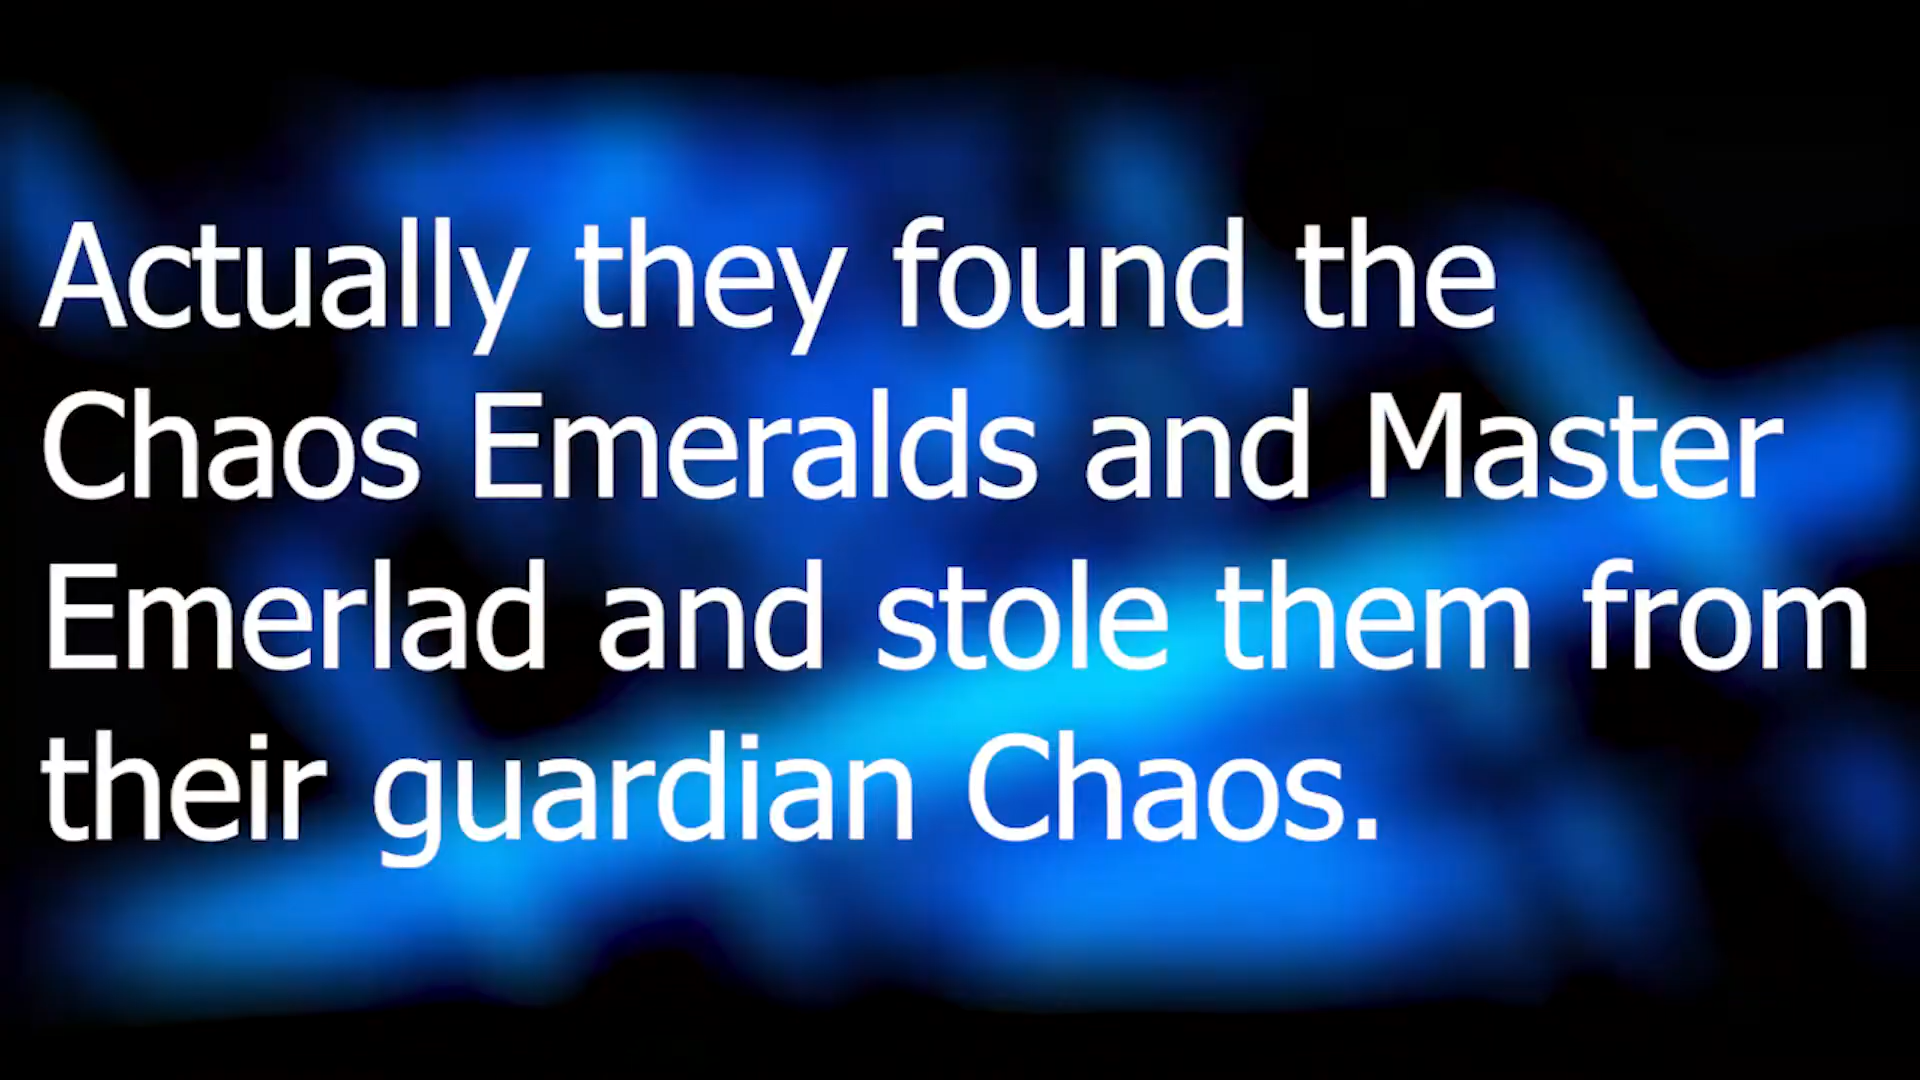 Actually they found the
Chaos Emeralds and Master
Emerlad and stole them from
their guardian Chaos.